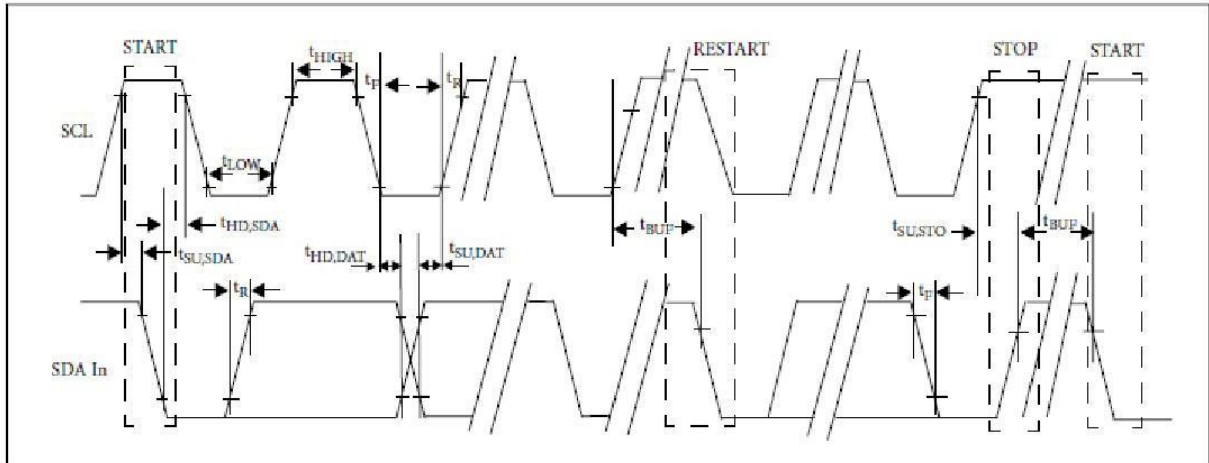 START
RESTART
STOP
START
tHIGH
tF
tR
SCL
tLOW
tHD,SDA
tSU,SDA
tHD,DAT
tSU,DAT
tBUF
tSU,STO
tBUF
tR
tF
SDA In